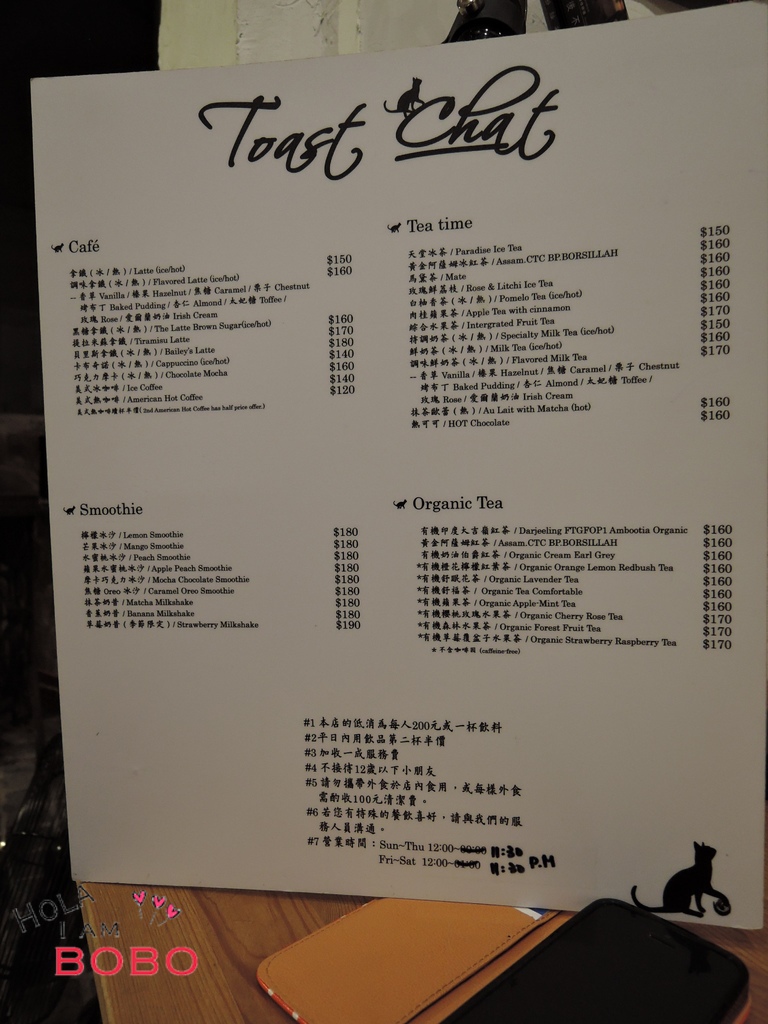 Toast Chat
Café
拿鐵 ( 冰 / 熱 ) / Latte (ice/hot) $150
調味拿鐵 ( 冰 / 熱 ) / Flavored Latte (ice/hot) $160
– 香草 Vanilla / 榛果 Hazelnut / 焦糖 Caramel / 栗子 Chestnut
烤布丁 Baked Pudding / 杏仁 Almond / 太妃糖 Toffee /
玫瑰 Rose / 愛爾蘭奶油 Irish Cream
黑糖拿鐵 ( 冰 / 熱 ) / The Latte Brown Sugar(ice/hot) $160
提拉米蘇拿鐵 / Tiramisu Latte $170
貝里斯拿鐵 ( 冰 / 熱 ) / Bailey's Latte $180
卡布奇諾 ( 冰 / 熱 ) / Cappuccino (ice/hot) $140
巧克力摩卡 ( 冰 / 熱 ) / Chocolate Mocha $160
美式冰咖啡 / Ice Coffee $140
美式熱咖啡 / American Hot Coffee $120
美式熱咖啡續杯半價( 2nd American Hot Coffee has half price offer.)
Tea time
天堂冰茶 / Paradise Ice Tea $150
黃金阿薩姆冰紅茶 / Assam.CTC BP.BORSILLAH $160
馬黛茶 / Mate $160
玫瑰鮮荔枝 / Rose & Litchi Ice Tea $160
白柚香茶 ( 冰 / 熱 ) / Pomelo Tea (ice/hot) $160
肉桂蘋果茶 / Apple Tea with cinnamon $160
綜合水果茶 / Intergrated Fruit Tea $170
特調奶茶 ( 冰 / 熱 ) / Specialty Milk Tea (ice/hot) $150
鮮奶茶 ( 冰 / 熱 ) / Milk Tea (ice/hot) $160
調味鮮奶茶 ( 冰 / 熱 ) / Flavored Milk Tea $170
– 香草 Vanilla / 榛果 Hazelnut / 焦糖 Caramel / 栗子 Chestnut
烤布丁 Baked Pudding / 杏仁 Almond / 太妃糖 Toffee /
玫瑰 Rose / 愛爾蘭奶油 Irish Cream
抹茶歐蕾 ( 熱 ) / Au Lait with Matcha (hot) $160
熱可可 / HOT Chocolate $160
Smoothie
檸檬冰沙 / Lemon Smoothie $180
芒果冰沙 / Mango Smoothie $180
水蜜桃冰沙 / Peach Smoothie $180
蘋果水蜜桃冰沙 / Apple Peach Smoothie $180
摩卡巧克力冰沙 / Mocha Chocolate Smoothie $180
焦糖 Oreo 冰沙 / Caramel Oreo Smoothie $180
抹茶奶昔 / Matcha Milkshake $180
香蕉奶昔 / Banana Milkshake $180
草莓奶昔 ( 季節限定 ) / Strawberry Milkshake $190
Organic Tea
有機印度大吉嶺紅茶 / Darjeeling FTGFOP1 Ambootia Organic $160
黃金阿薩姆紅茶 / Assam.CTC BP.BORSILLAH $160
有機奶油伯爵紅茶 / Organic Cream Earl Grey $160
*有機橙花檸檬紅葉茶 / Organic Orange Lemon Redbush Tea $160
*有機舒眠花茶 / Organic Lavender Tea $160
*有機舒福茶 / Organic Tea Comfortable $160
*有機蘋果茶 / Organic Apple-Mint Tea $160
*有機櫻桃玫瑰水果茶 / Organic Cherry Rose Tea $170
*有機森林水果茶 / Organic Forest Fruit Tea $170
*有機草莓覆盆子水果茶 / Organic Strawberry Raspberry Tea $170
* 不含咖啡因 (caffeine-free)
#1 本店的低消為每人200元或一杯飲料
#2平日內用飲品第二杯半價
#3 加收一成服務費
#4 不接待12歲以下小朋友
#5 請勿攜帶外食於店內食用，或每樣外食
需酌收100元清潔費。
#6 若您有特殊的餐飲喜好，請與我們的服
務人員溝通。
#7 營業時間：Sun~Thu 12:00~ 11:30
Fri~Sat 12:00~ 11:30 P.M
HOLA
I AM
BOBO